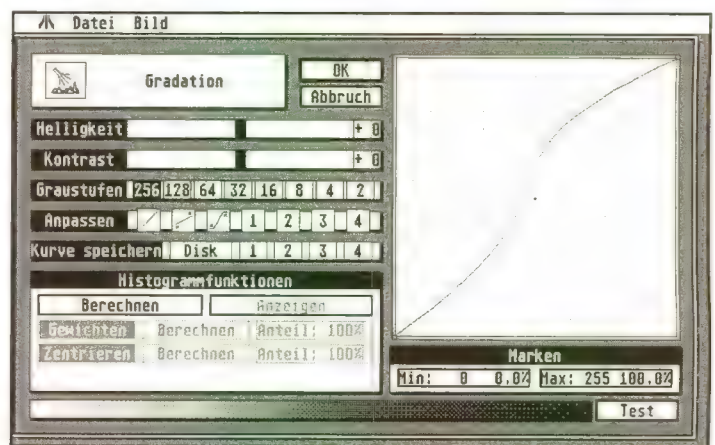 Datei Bild
Gradation
OK
Abbruch
Helligkeit + 0
Kontrast + 0
Graustufen 256 128 64 32 16 8 4 2
Anpassen 1 2 3 4
Kurve speichern Disk 1 2 3 4
Histogrammfunktionen
Berechnen Anzeigen
Gewichten Berechnen Anteil: 100%
Zentrieren Berechnen Anteil: 100%
Marken
Min: 0 0.0% Max: 255 100.0%
Test